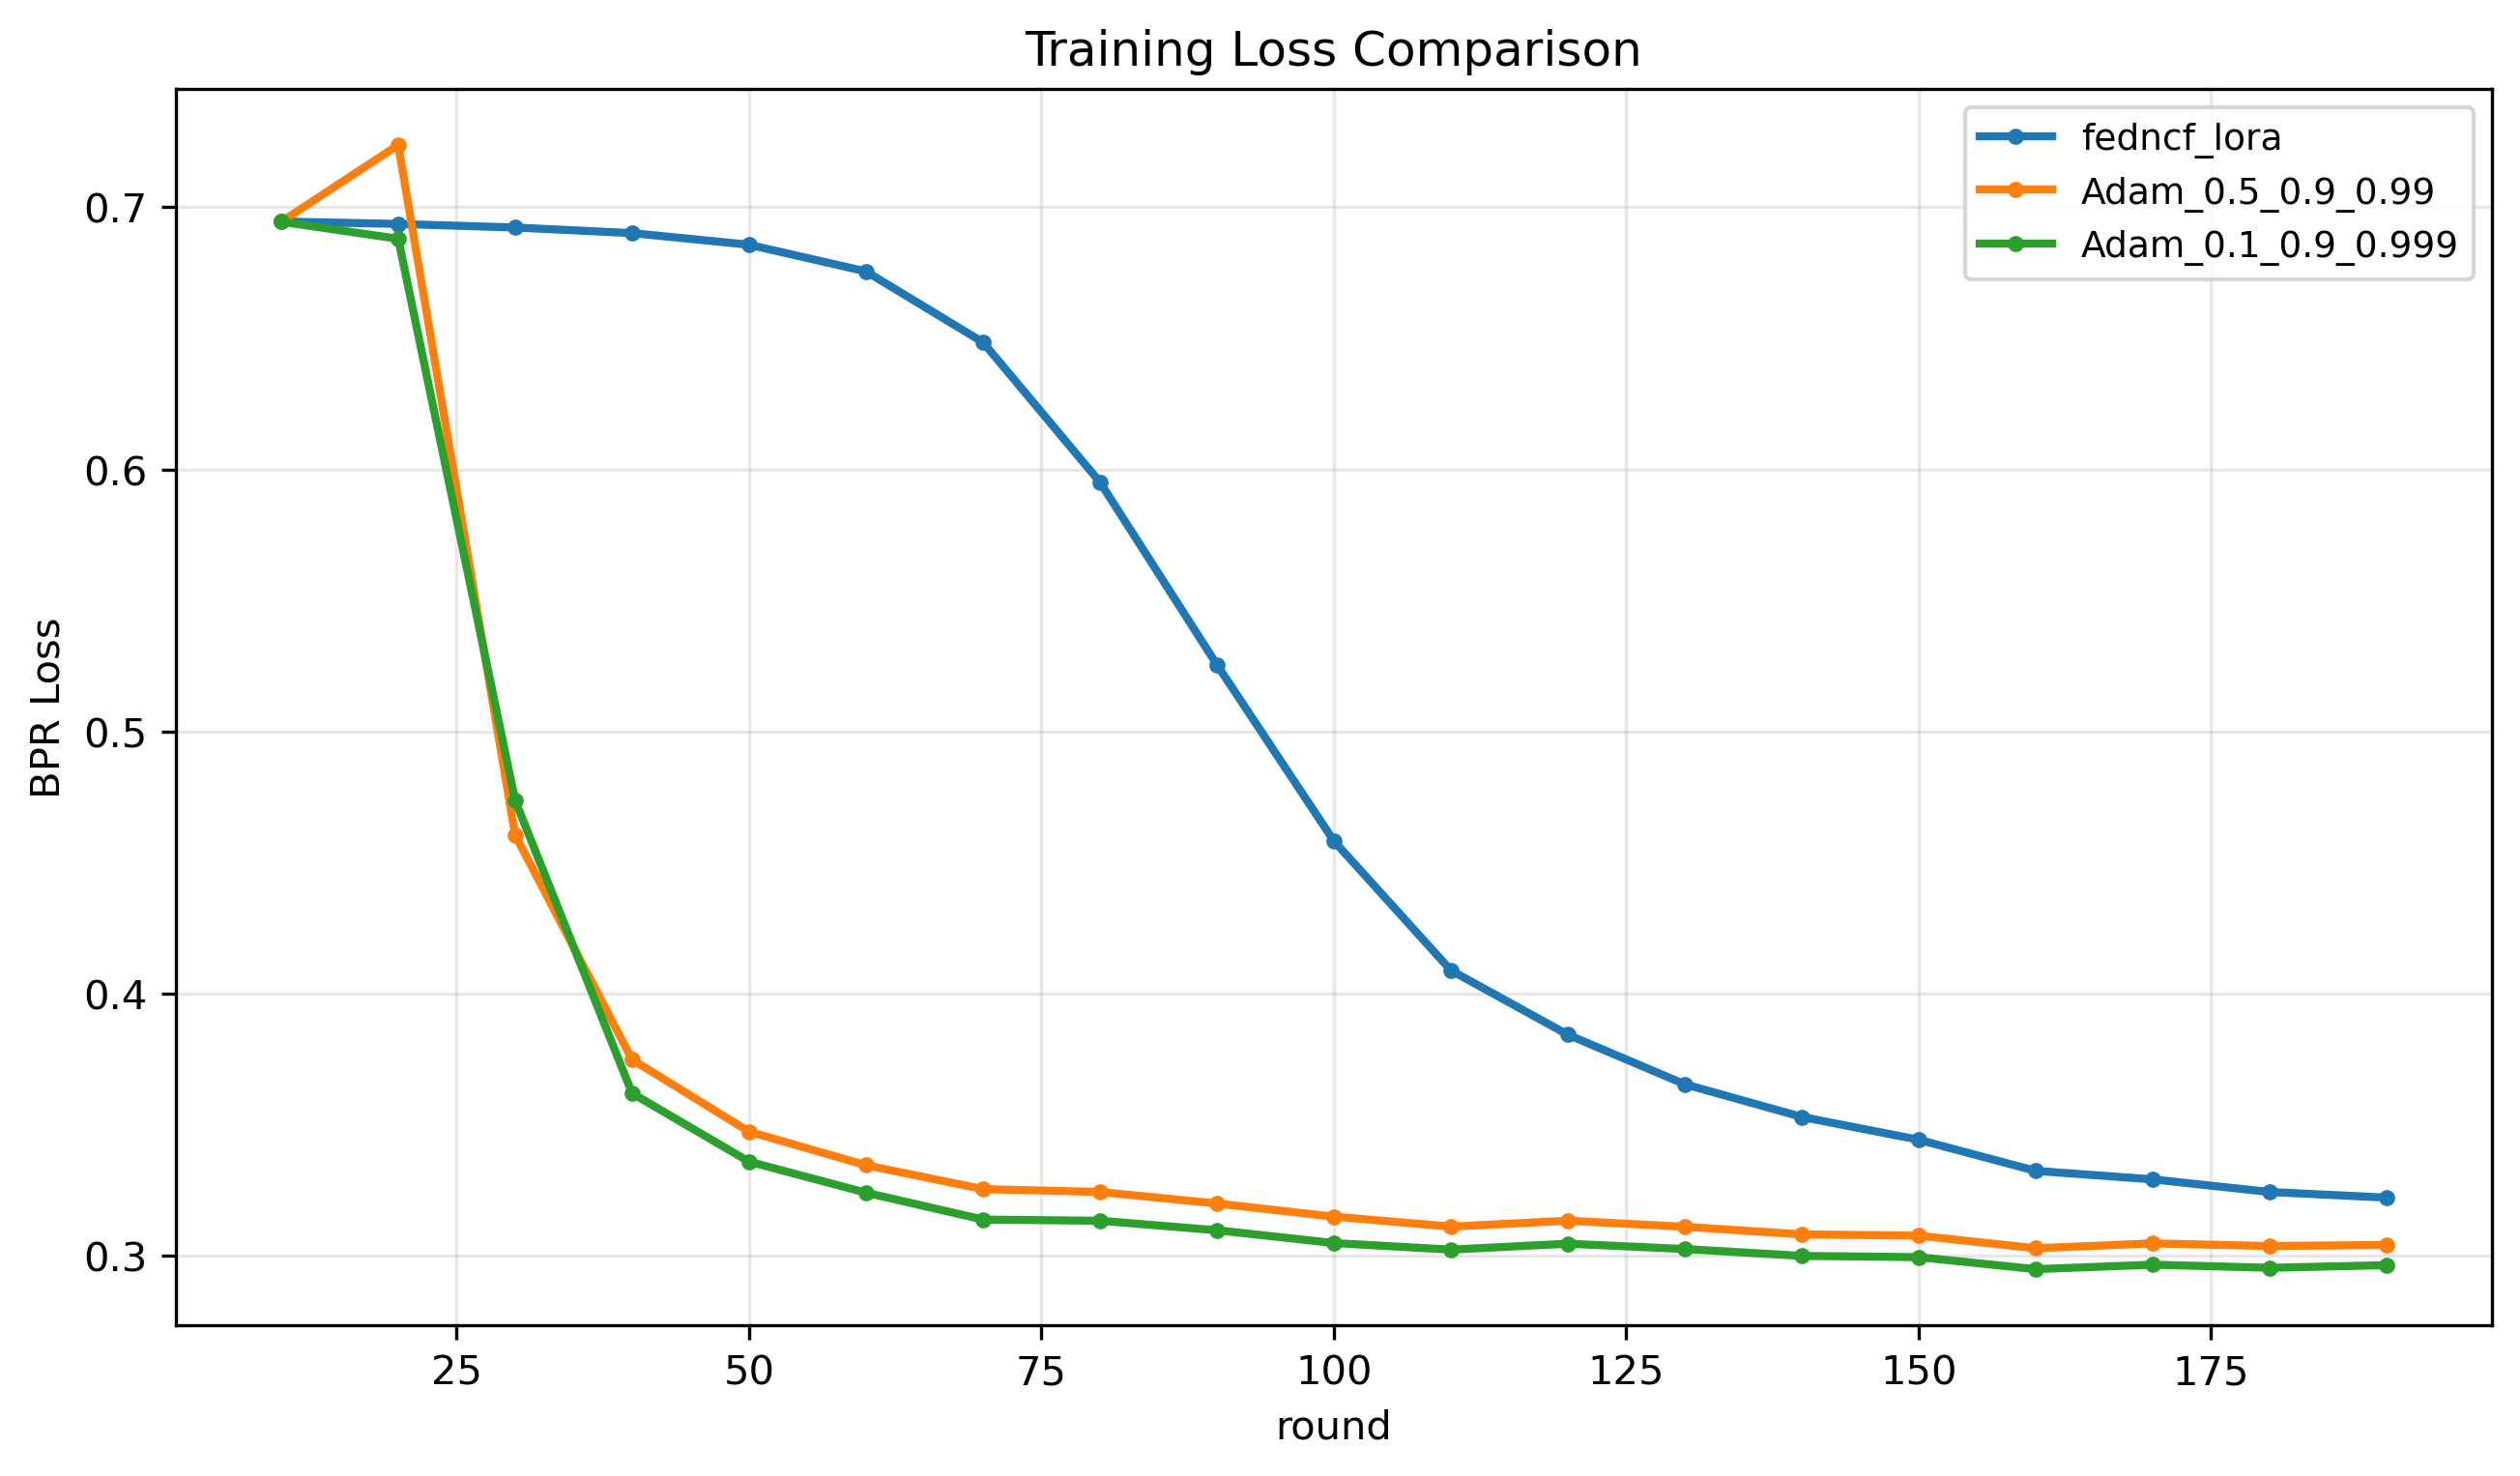 Training Loss Comparison
fedncf_lora
Adam_0.5_0.9_0.99
Adam_0.1_0.9_0.999
0.7
0.6
0.5
0.4
0.3
BPR Loss
25 50 75 100 125 150 175
round